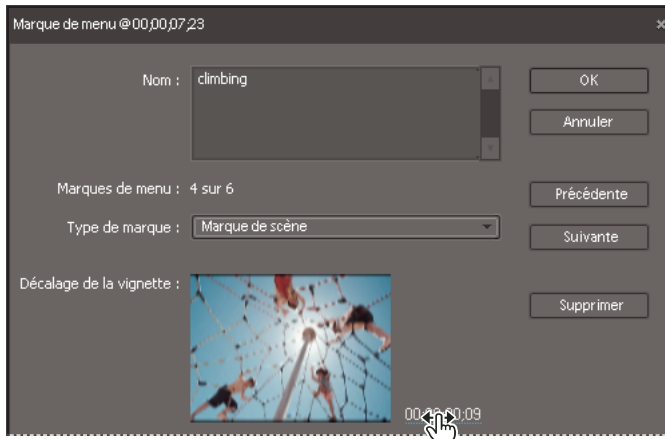 Marque de menu @ 00;00;07;23
Nom : climbing
OK
Annuler
Marques de menu : 4 sur 6
Précédente
Type de marque : Marque de scène
Suivante
Décalage de la vignette :
Supprimer